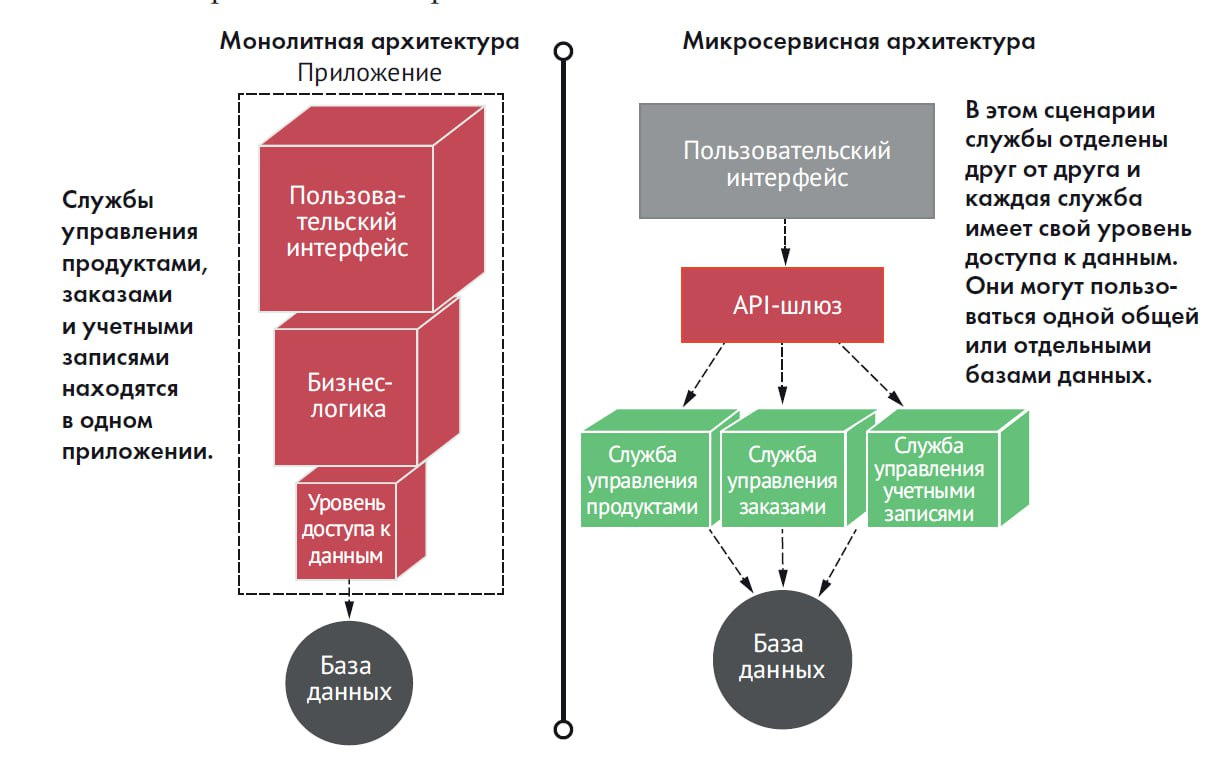 Монолитная архитектура
Приложение
Службы
управления
продуктами,
заказами
и учетными
записями
находятся
в одном
приложении.
Пользова-
тельский
интерфейс
Бизнес-
логика
Уровень
доступа к
данным
База
данных
Микросервисная архитектура
Пользовательский
интерфейс
API-шлюз
Служба
управления
продуктами
Служба
управления
заказами
Служба
управления
учетными
записями
База
данных
В этом сценарии
службы отделены
друг от друга и
каждая служба
имеет свой уровень
доступа к данным.
Они могут пользо-
ваться одной общей
или отдельными
базами данных.